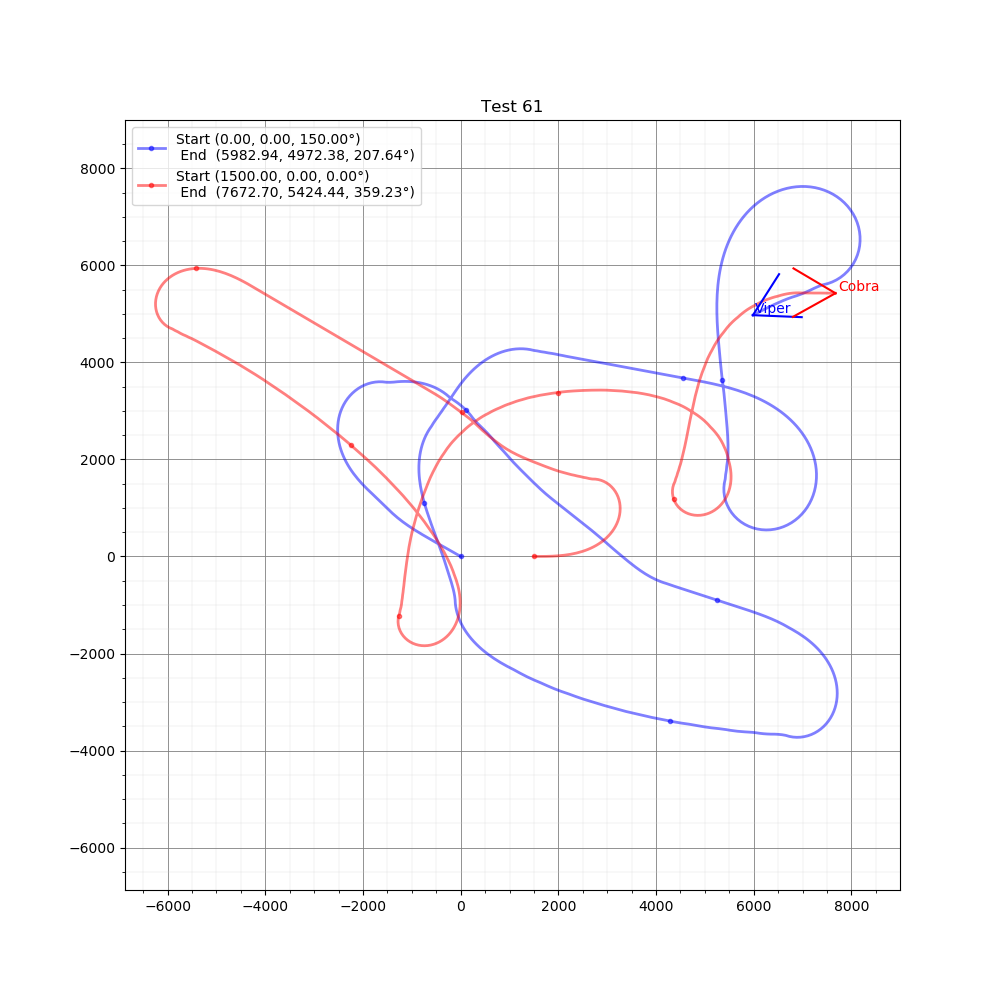 Test 61
Start (0.00, 0.00, 150.00°)
End  (5982.94, 4972.38, 207.64°)
Start (1500.00, 0.00, 0.00°)
End  (7672.70, 5424.44, 359.23°)
8000
6000
4000
2000
0
−2000
−4000
−6000
Cobra
Viper
−6000 −4000 −2000 0 2000 4000 6000 8000